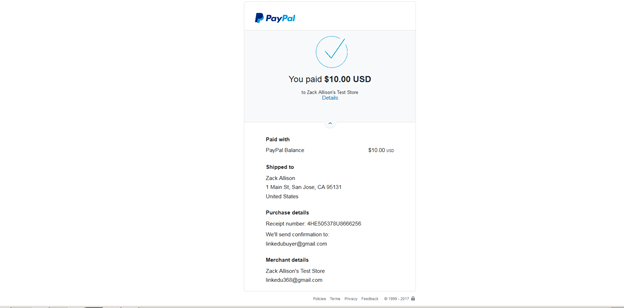 PayPal
You paid $10.00 USD
to Zack Allison's Test Store
Details
Paid with
PayPal Balance $10.00 USD
Shipped to
Zack Allison
1 Main St, San Jose, CA 95131
United States
Purchase details
Receipt number: 4HE505378U8666256
We'll send confirmation to:
linkedubuyer@gmail.com
Merchant details
Zack Allison's Test Store
linkedu368@gmail.com
Policies Terms Privacy Feedback © 1999 - 2017